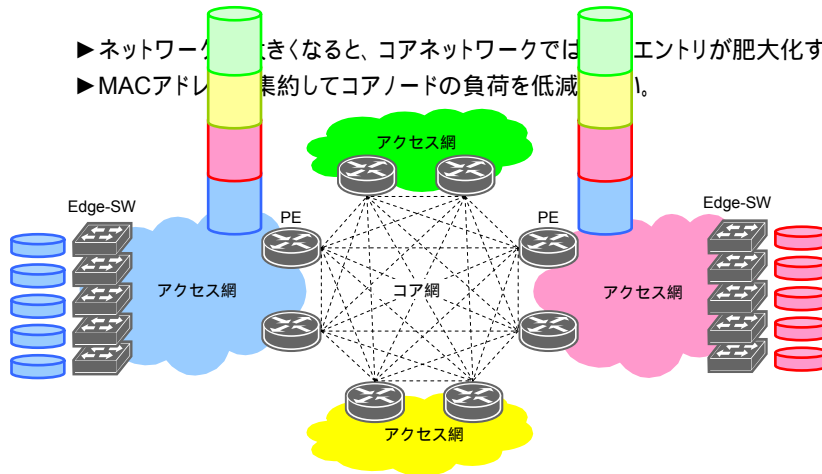 ▶ネットワーク きくなると、コアネットワークでは エントリが肥大化す
▶MACアドレ 集約してコアノードの負荷を低減 い。
アクセス網
Edge-SW
PE
PE
Edge-SW
アクセス網
コア網
アクセス網
アクセス網